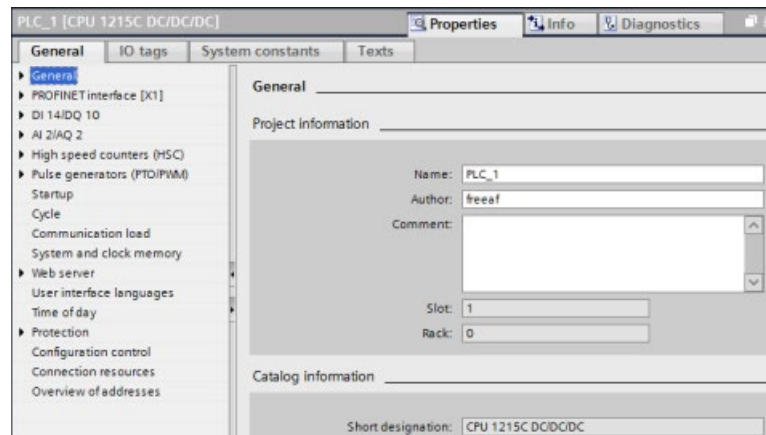 PLC_1 [CPU 1215C DC/DC/DC]
Properties
Info
Diagnostics
General
IO tags
System constants
Texts
General
PROFINET interface [X1]
DI 14/DQ 10
AI 2/AQ 2
High speed counters (HSC)
Pulse generators (PTO/PWM)
Startup
Cycle
Communication load
System and clock memory
Web server
User interface languages
Time of day
Protection
Configuration control
Connection resources
Overview of addresses
General
Project information
Name: PLC_1
Author: freeaf
Comment:
Slot: 1
Rack: 0
Catalog information
Short designation: CPU 1215C DC/DC/DC